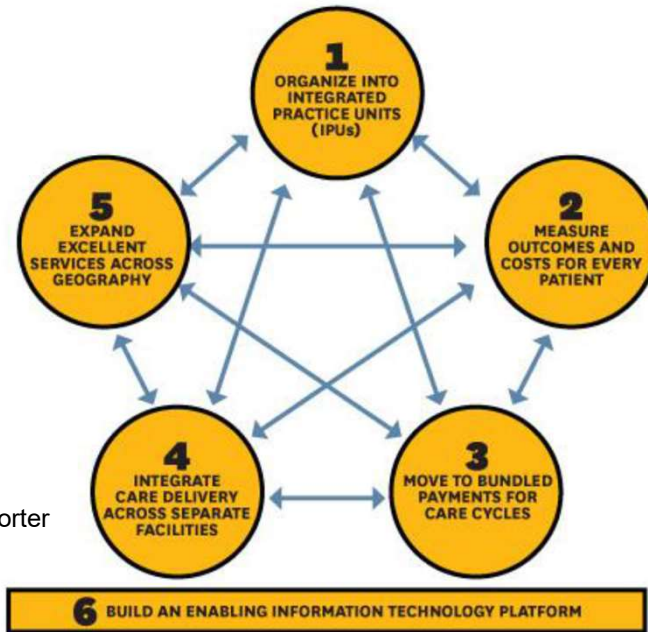 1
ORGANIZE INTO
INTEGRATED
PRACTICE UNITS
(IPUs)
2
MEASURE
OUTCOMES AND
COSTS FOR EVERY
PATIENT
3
MOVE TO BUNDLED
PAYMENTS FOR
CARE CYCLES
4
INTEGRATE
CARE DELIVERY
ACROSS SEPARATE
FACILITIES
5
EXPAND
EXCELLENT
SERVICES ACROSS
GEOGRAPHY
orter
6 BUILD AN ENABLING INFORMATION TECHNOLOGY PLATFORM